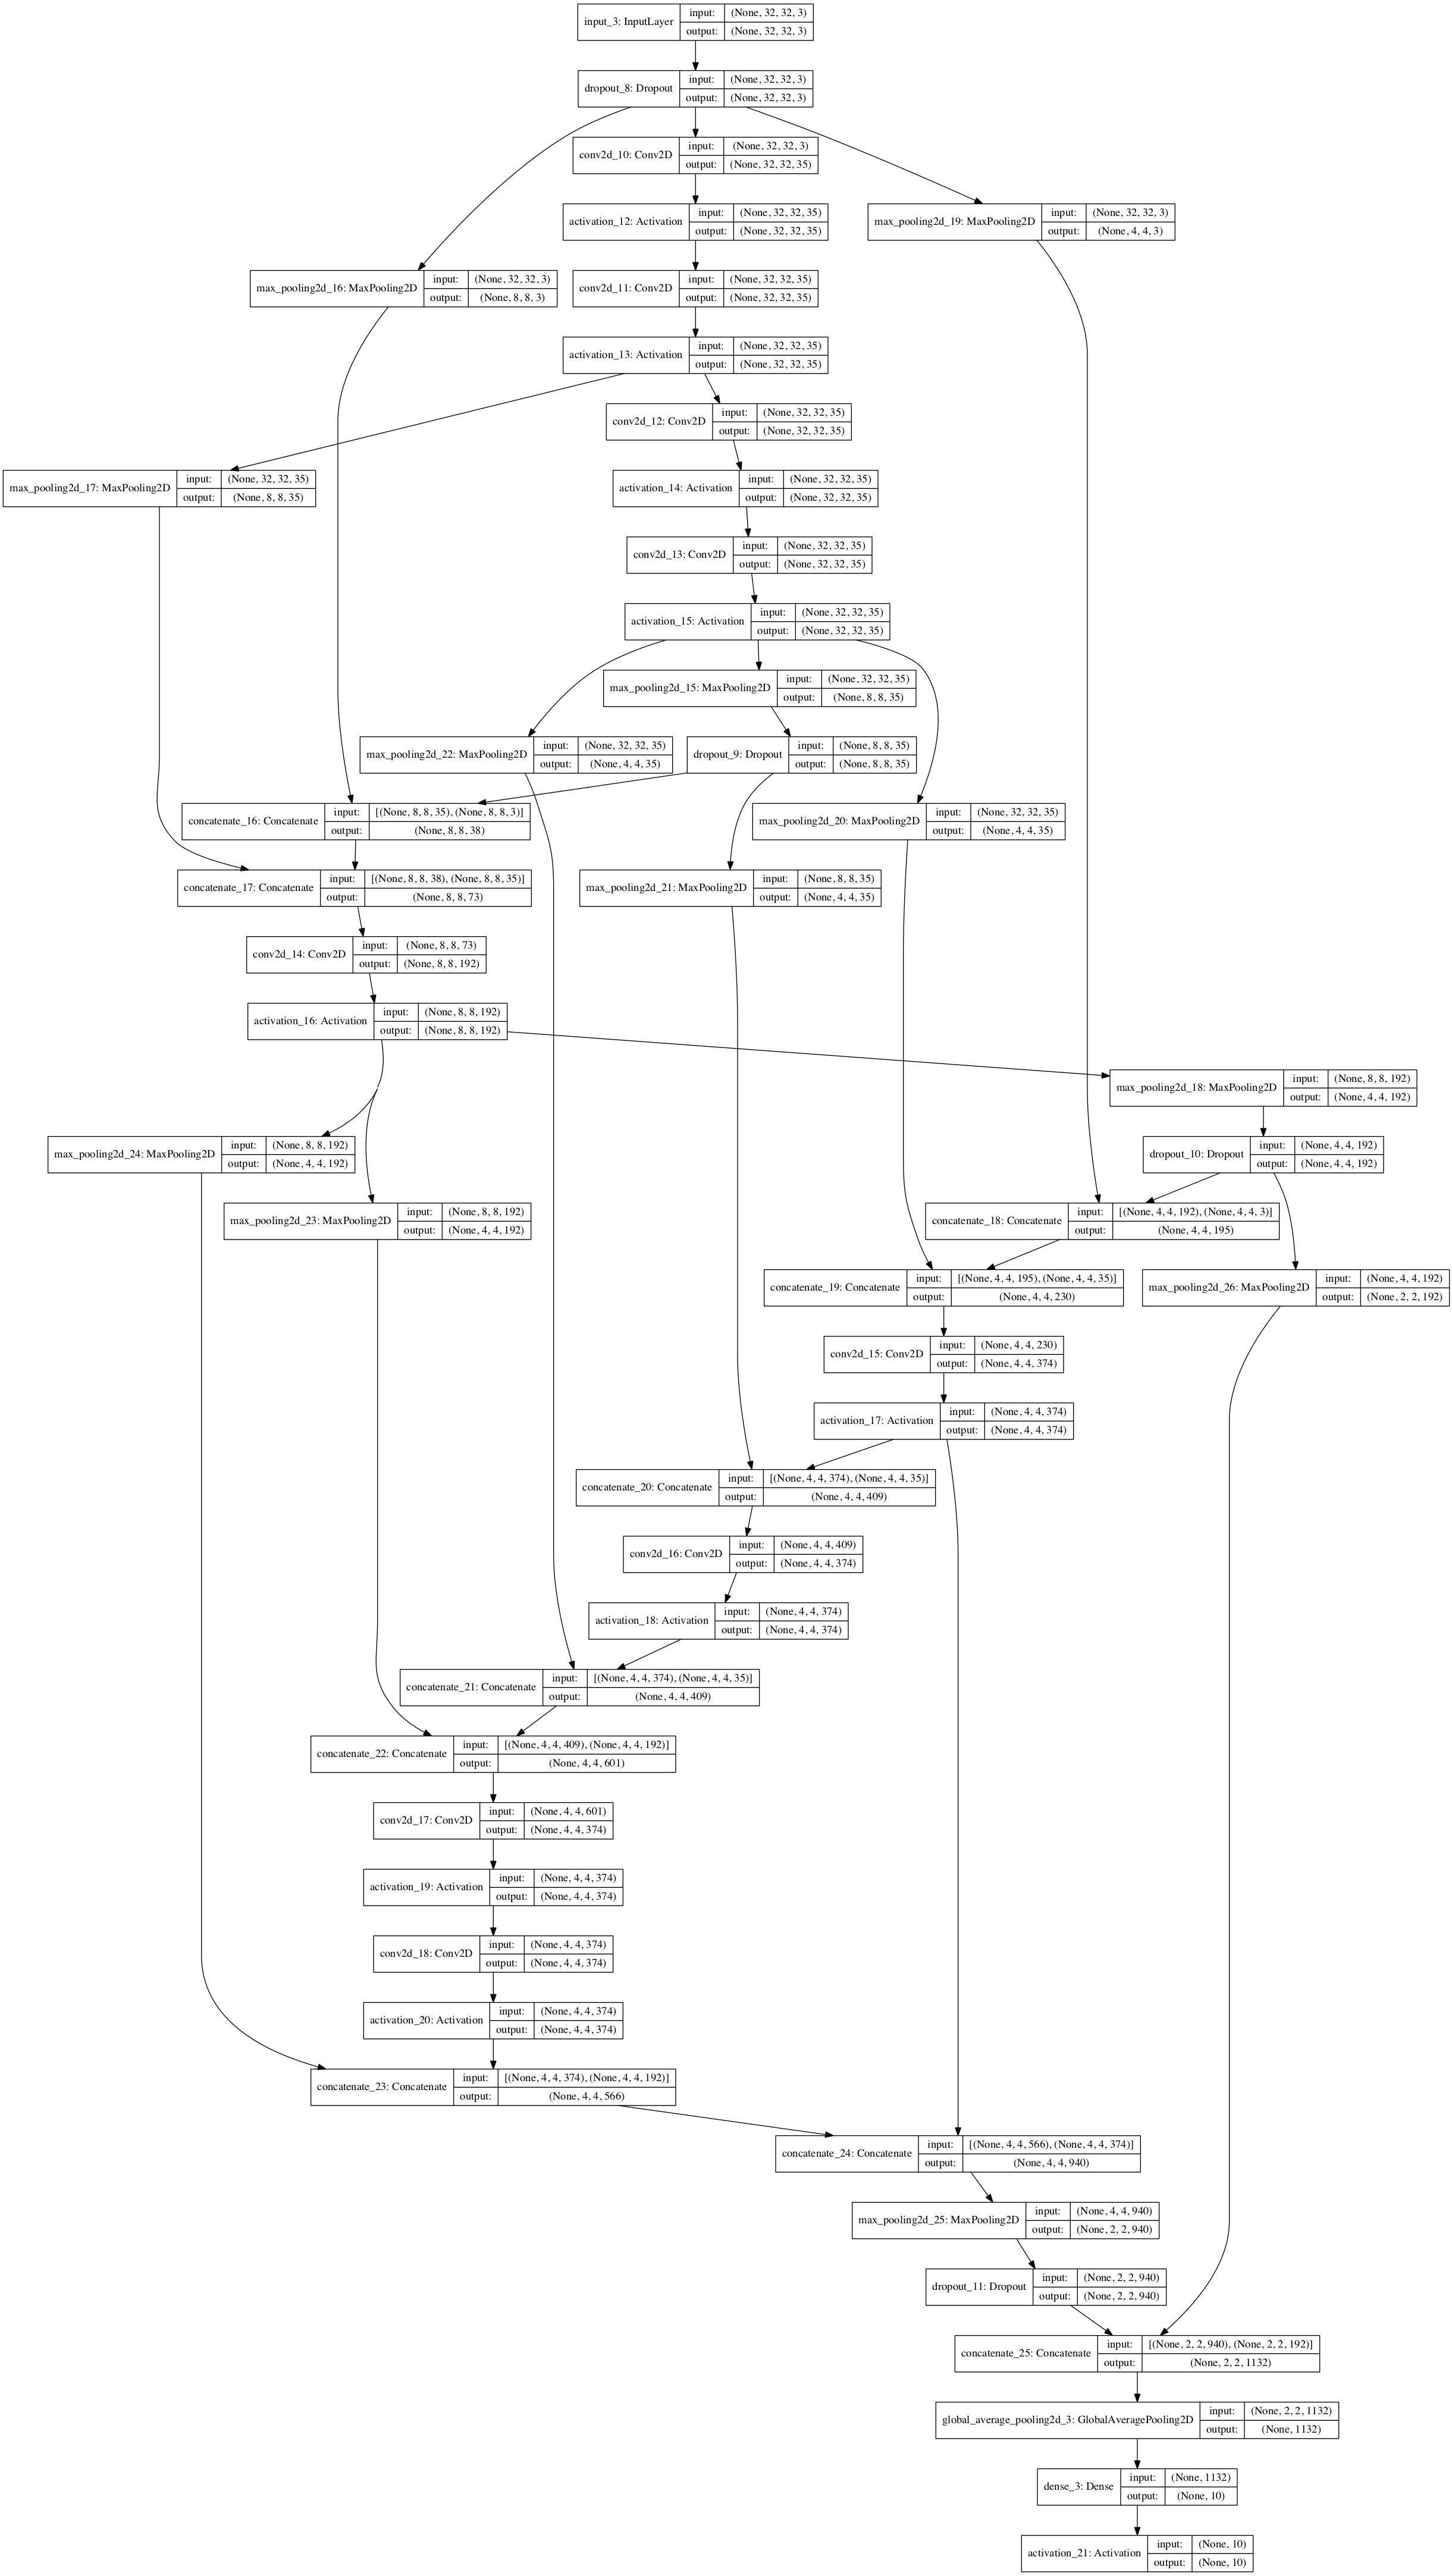 input_3: InputLayer
input: (None, 32, 32, 3)
output: (None, 32, 32, 3)
dropout_8: Dropout
input: (None, 32, 32, 3)
output: (None, 32, 32, 3)
conv2d_10: Conv2D
input: (None, 32, 32, 3)
output: (None, 32, 32, 35)
activation_12: Activation
input: (None, 32, 32, 35)
output: (None, 32, 32, 35)
max_pooling2d_19: MaxPooling2D
input: (None, 32, 32, 3)
output: (None, 4, 4, 3)
max_pooling2d_16: MaxPooling2D
input: (None, 32, 32, 3)
output: (None, 8, 8, 3)
conv2d_11: Conv2D
input: (None, 32, 32, 35)
output: (None, 32, 32, 35)
activation_13: Activation
input: (None, 32, 32, 35)
output: (None, 32, 32, 35)
conv2d_12: Conv2D
input: (None, 32, 32, 35)
output: (None, 32, 32, 35)
max_pooling2d_17: MaxPooling2D
input: (None, 32, 32, 35)
output: (None, 8, 8, 35)
activation_14: Activation
input: (None, 32, 32, 35)
output: (None, 32, 32, 35)
conv2d_13: Conv2D
input: (None, 32, 32, 35)
output: (None, 32, 32, 35)
activation_15: Activation
input: (None, 32, 32, 35)
output: (None, 32, 32, 35)
max_pooling2d_15: MaxPooling2D
input: (None, 32, 32, 35)
output: (None, 8, 8, 35)
max_pooling2d_22: MaxPooling2D
input: (None, 32, 32, 35)
output: (None, 4, 4, 35)
dropout_9: Dropout
input: (None, 8, 8, 35)
output: (None, 8, 8, 35)
concatenate_16: Concatenate
input: [(None, 8, 8, 35), (None, 8, 8, 3)]
output: (None, 8, 8, 38)
max_pooling2d_20: MaxPooling2D
input: (None, 32, 32, 35)
output: (None, 4, 4, 35)
concatenate_17: Concatenate
input: [(None, 8, 8, 38), (None, 8, 8, 35)]
output: (None, 8, 8, 73)
max_pooling2d_21: MaxPooling2D
input: (None, 8, 8, 35)
output: (None, 4, 4, 35)
conv2d_14: Conv2D
input: (None, 8, 8, 73)
output: (None, 8, 8, 192)
activation_16: Activation
input: (None, 8, 8, 192)
output: (None, 8, 8, 192)
max_pooling2d_18: MaxPooling2D
input: (None, 8, 8, 192)
output: (None, 4, 4, 192)
max_pooling2d_24: MaxPooling2D
input: (None, 8, 8, 192)
output: (None, 4, 4, 192)
dropout_10: Dropout
input: (None, 4, 4, 192)
output: (None, 4, 4, 192)
max_pooling2d_23: MaxPooling2D
input: (None, 8, 8, 192)
output: (None, 4, 4, 192)
concatenate_18: Concatenate
input: [(None, 4, 4, 192), (None, 4, 4, 3)]
output: (None, 4, 4, 195)
concatenate_19: Concatenate
input: [(None, 4, 4, 195), (None, 4, 4, 35)]
output: (None, 4, 4, 230)
max_pooling2d_26: MaxPooling2D
input: (None, 4, 4, 192)
output: (None, 2, 2, 192)
conv2d_15: Conv2D
input: (None, 4, 4, 230)
output: (None, 4, 4, 374)
activation_17: Activation
input: (None, 4, 4, 374)
output: (None, 4, 4, 374)
concatenate_20: Concatenate
input: [(None, 4, 4, 374), (None, 4, 4, 35)]
output: (None, 4, 4, 409)
conv2d_16: Conv2D
input: (None, 4, 4, 409)
output: (None, 4, 4, 374)
activation_18: Activation
input: (None, 4, 4, 374)
output: (None, 4, 4, 374)
concatenate_21: Concatenate
input: [(None, 4, 4, 374), (None, 4, 4, 35)]
output: (None, 4, 4, 409)
concatenate_22: Concatenate
input: [(None, 4, 4, 409), (None, 4, 4, 192)]
output: (None, 4, 4, 601)
conv2d_17: Conv2D
input: (None, 4, 4, 601)
output: (None, 4, 4, 374)
activation_19: Activation
input: (None, 4, 4, 374)
output: (None, 4, 4, 374)
conv2d_18: Conv2D
input: (None, 4, 4, 374)
output: (None, 4, 4, 374)
activation_20: Activation
input: (None, 4, 4, 374)
output: (None, 4, 4, 374)
concatenate_23: Concatenate
input: [(None, 4, 4, 374), (None, 4, 4, 192)]
output: (None, 4, 4, 566)
concatenate_24: Concatenate
input: [(None, 4, 4, 566), (None, 4, 4, 374)]
output: (None, 4, 4, 940)
max_pooling2d_25: MaxPooling2D
input: (None, 4, 4, 940)
output: (None, 2, 2, 940)
dropout_11: Dropout
input: (None, 2, 2, 940)
output: (None, 2, 2, 940)
concatenate_25: Concatenate
input: [(None, 2, 2, 940), (None, 2, 2, 192)]
output: (None, 2, 2, 1132)
global_average_pooling2d_3: GlobalAveragePooling2D
input: (None, 2, 2, 1132)
output: (None, 1132)
dense_3: Dense
input: (None, 1132)
output: (None, 10)
activation_21: Activation
input: (None, 10)
output: (None, 10)